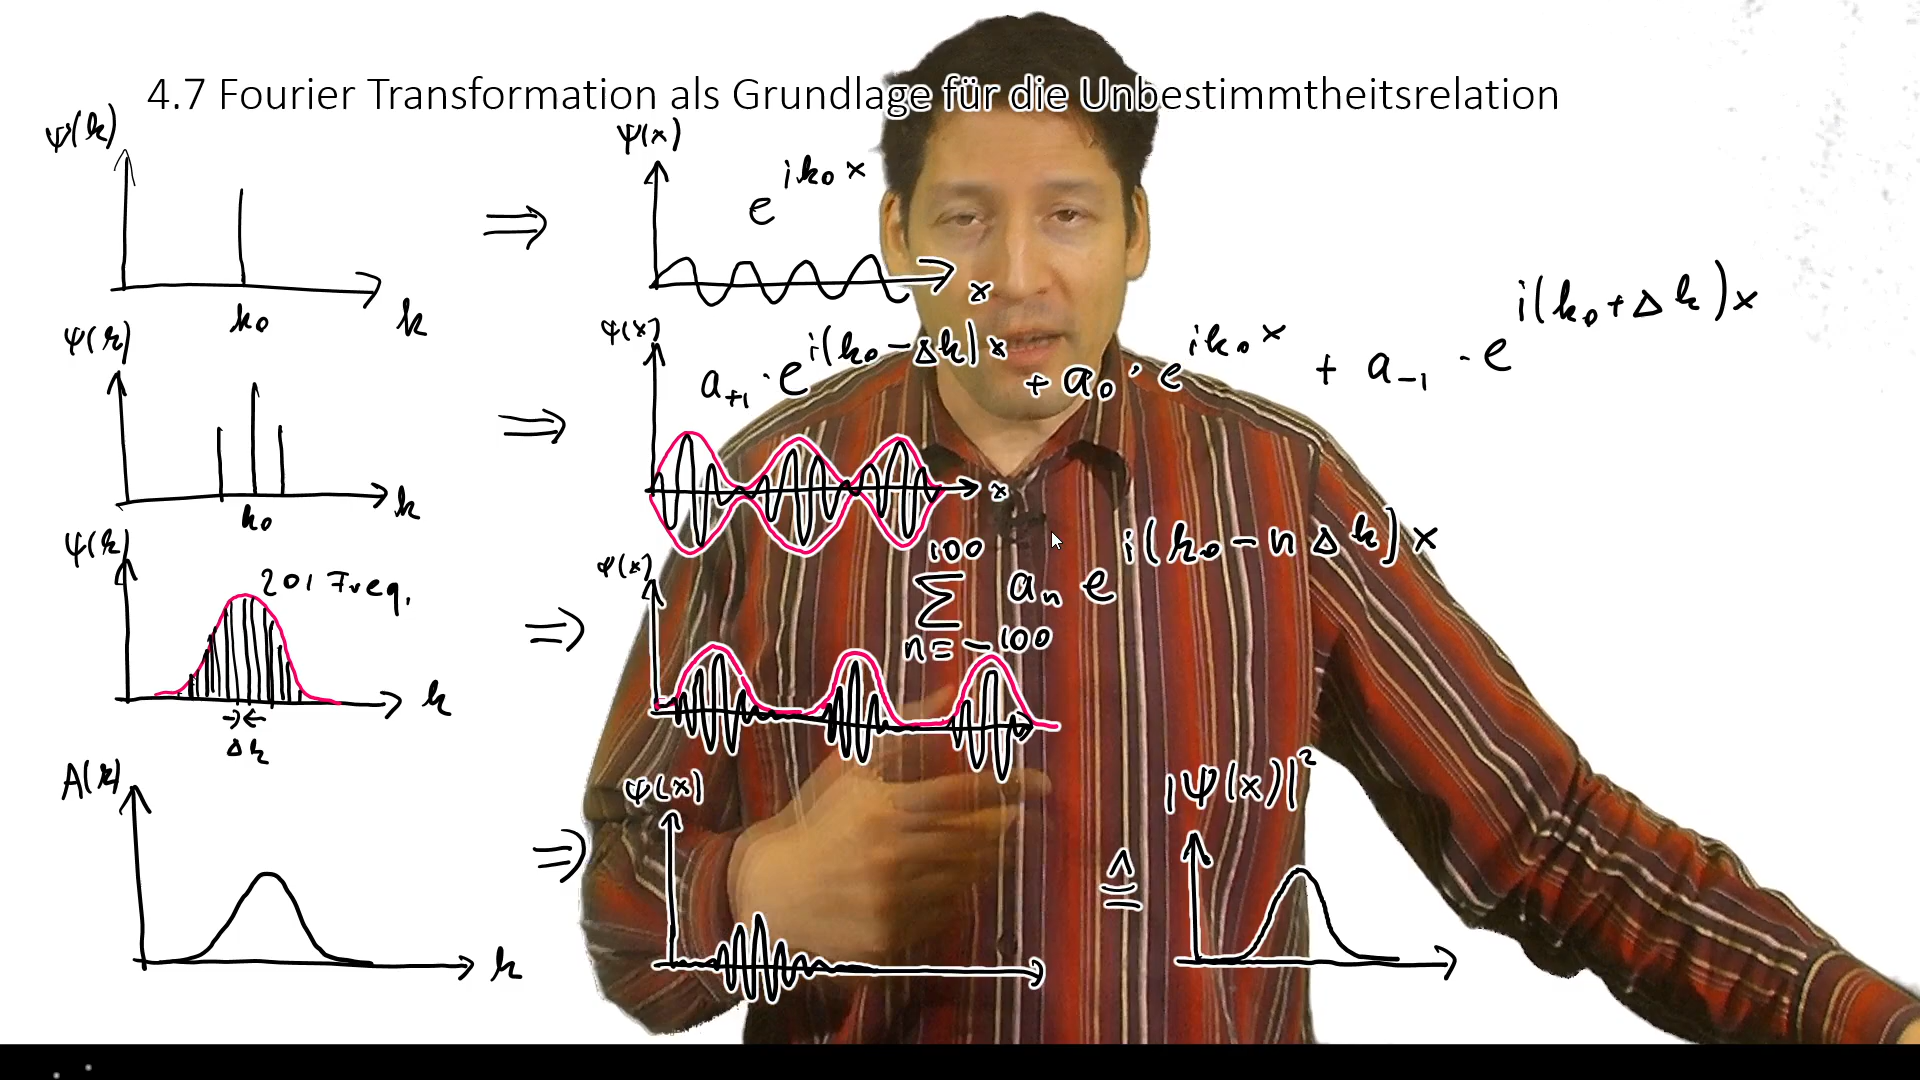 4.7 Fourier Transformation als Grundlage für die Unbestimmtheitsrelation
ψ(k)
k₀
k
⇒
ψ(x)
e^{ik₀x}
x
ψ(k)
k₀
k
⇒
ψ(x)
a₊₁ · e^{i(k₀-Δk)x} + a₀ · e^{ik₀x} + a₋₁ · e^{i(k₀+Δk)x}
x
ψ(k)
201 Freq.
Δk
k
⇒
ψ(x)
∑_{n=-100}^{100} aₙ e^{i(k₀-nΔk)x}
A(k)
k
⇒
ψ(x)
≙
|ψ(x)|²